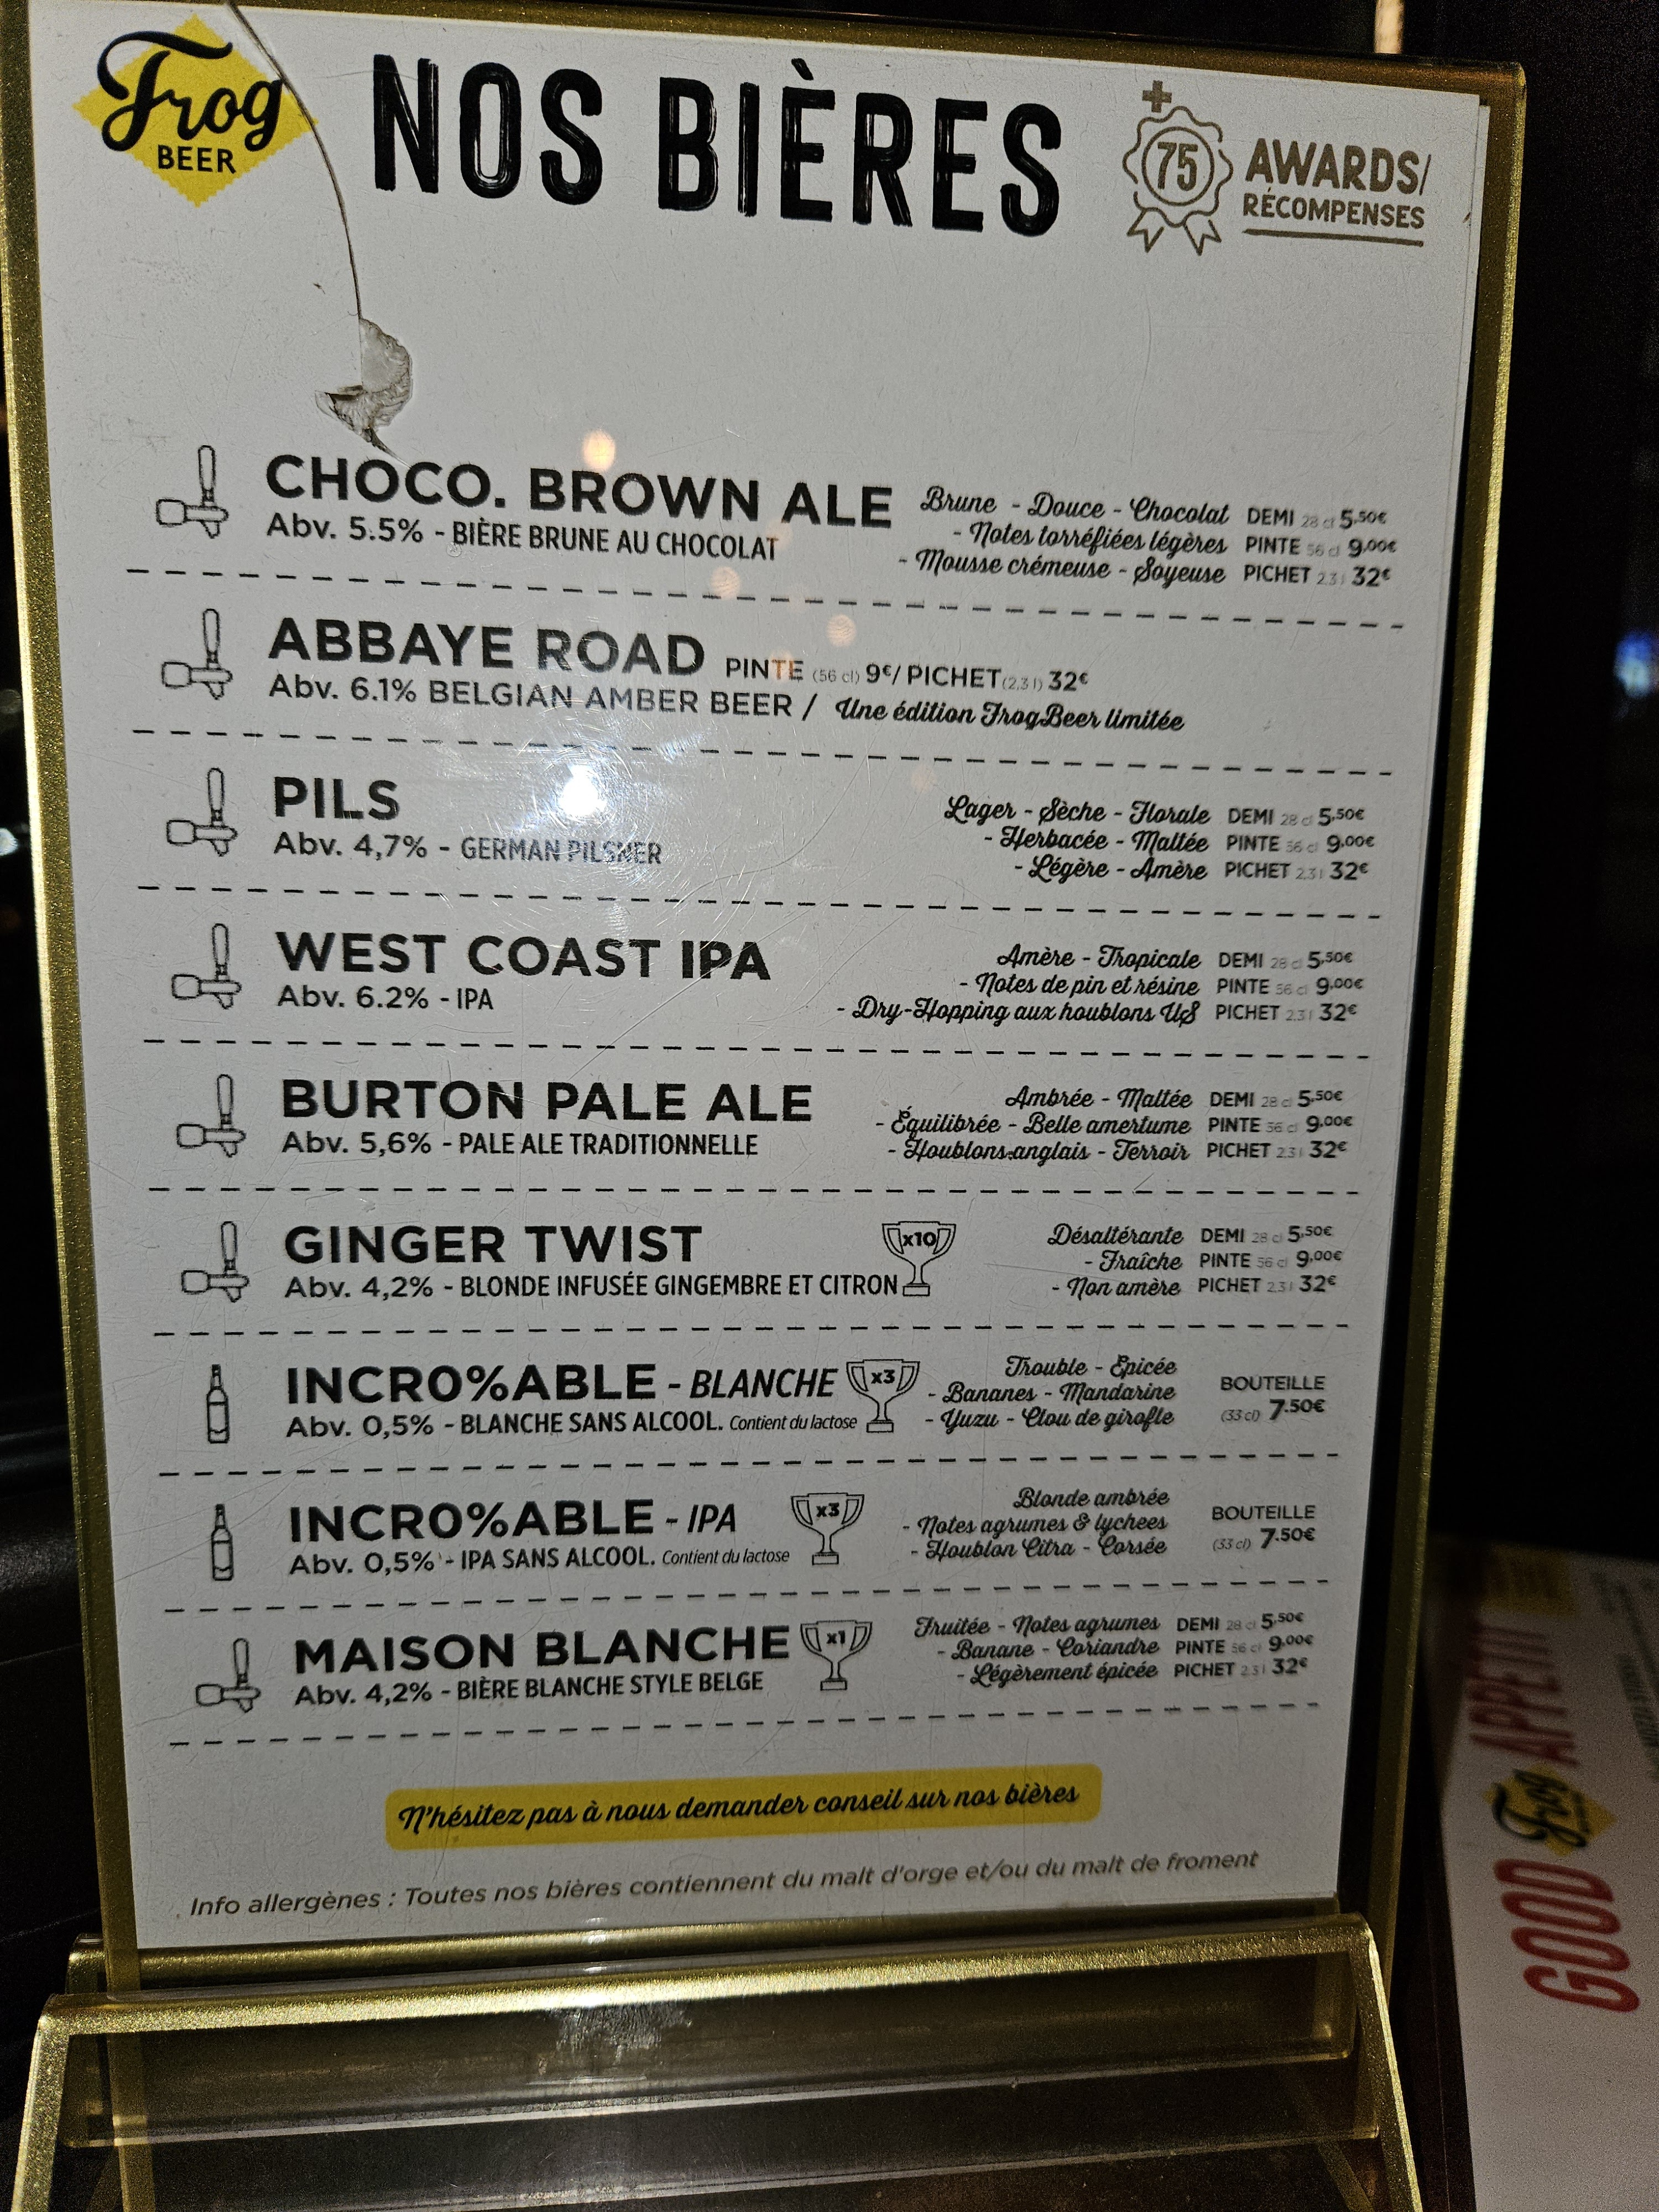 Frog
BEER
NOS BIÈRES
+
75
AWARDS/
RÉCOMPENSES
CHOCO. BROWN ALE
Abv. 5.5% - BIÈRE BRUNE AU CHOCOLAT
Brune - Douce - Chocolat
- Notes torréfiées légères
- Mousse crémeuse - Soyeuse
DEMI 28 cl 5,50€
PINTE 56 cl 9,00€
PICHET 2,3 l 32€
ABBAYE ROAD PINTE (56 cl) 9€/ PICHET (2,3 l) 32€
Abv. 6.1% BELGIAN AMBER BEER / Une édition FrogBeer limitée
PILS
Abv. 4,7% - GERMAN PILSNER
Lager - Sèche - Florale
- Herbacée - Maltée
- Légère - Amère
DEMI 28 cl 5,50€
PINTE 56 cl 9,00€
PICHET 2,3 l 32€
WEST COAST IPA
Abv. 6.2% - IPA
Amère - Tropicale
- Notes de pin et résine
- Dry-Hopping aux houblons US
DEMI 28 cl 5,50€
PINTE 56 cl 9,00€
PICHET 2,3 l 32€
BURTON PALE ALE
Abv. 5,6% - PALE ALE TRADITIONNELLE
Ambrée - Maltée
- Équilibrée - Belle amertume
- Houblons anglais - Terroir
DEMI 28 cl 5,50€
PINTE 56 cl 9,00€
PICHET 2,3 l 32€
GINGER TWIST
Abv. 4,2% - BLONDE INFUSÉE GINGEMBRE ET CITRON
x10
Désaltérante
- Fraîche
- Non amère
DEMI 28 cl 5,50€
PINTE 56 cl 9,00€
PICHET 2,3 l 32€
INCRO%ABLE - BLANCHE
Abv. 0,5% - BLANCHE SANS ALCOOL. Contient du lactose
x3
Trouble - Epicée
- Bananes - Mandarine
- Yuzu - Clou de girofle
BOUTEILLE
(33 cl) 7.50€
INCRO%ABLE - IPA
Abv. 0,5% - IPA SANS ALCOOL. Contient du lactose
x3
Blonde ambrée
- Notes agrumes & lychees
- Houblon Citra - Corsée
BOUTEILLE
(33 cl) 7.50€
MAISON BLANCHE
Abv. 4,2% - BIÈRE BLANCHE STYLE BELGE
x1
Fruitée - Notes agrumes
- Banane - Coriandre
- Légèrement épicée
DEMI 28 cl 5,50€
PINTE 56 cl 9,00€
PICHET 2,3 l 32€
N'hésitez pas à nous demander conseil sur nos bières
Info allergènes : Toutes nos bières contiennent du malt d'orge et/ou du malt de froment
GOOD Frog